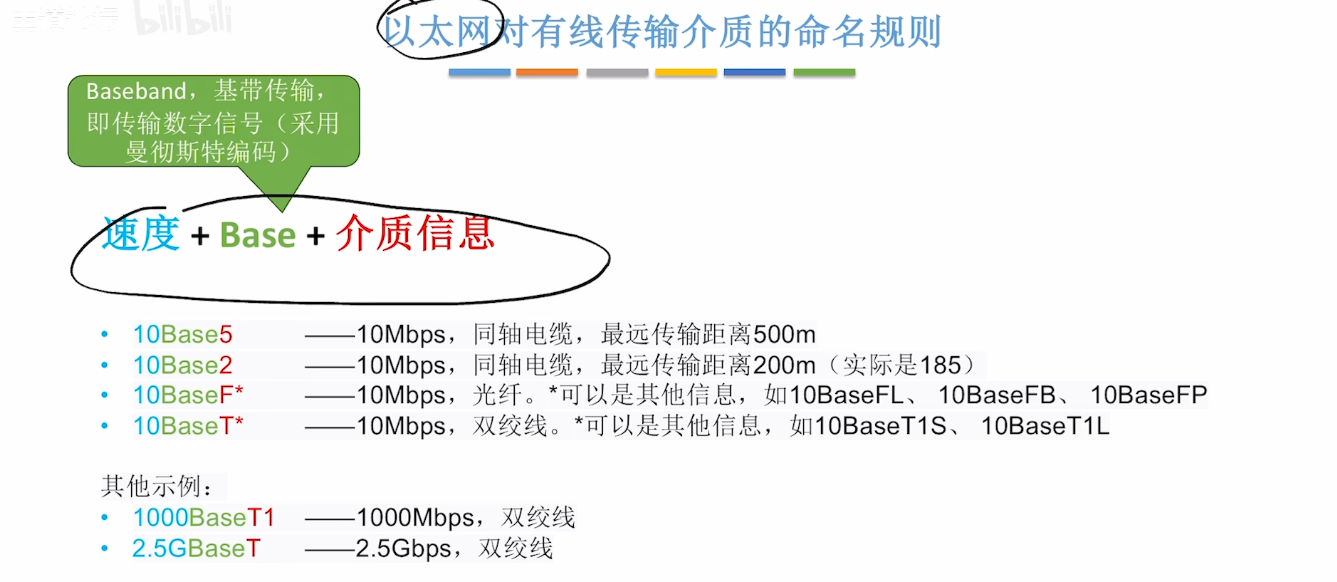 bilibili
以太网对有线传输介质的命名规则
Baseband，基带传输，
即传输数字信号（采用
曼彻斯特编码）
速度 + Base + 介质信息
• 10Base5 ——10Mbps，同轴电缆，最远传输距离500m
• 10Base2 ——10Mbps，同轴电缆，最远传输距离200m（实际是185）
• 10BaseF* ——10Mbps，光纤。*可以是其他信息，如10BaseFL、 10BaseFB、 10BaseFP
• 10BaseT* ——10Mbps，双绞线。*可以是其他信息，如10BaseT1S、 10BaseT1L
其他示例：
• 1000BaseT1 ——1000Mbps，双绞线
• 2.5GBaseT ——2.5Gbps，双绞线